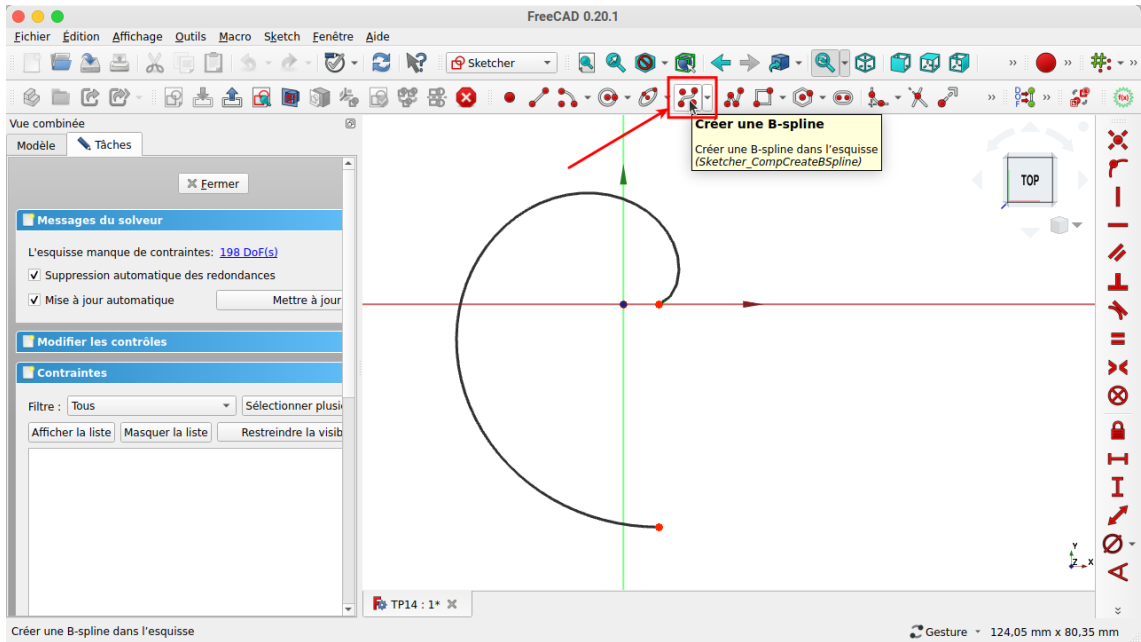 FreeCAD 0.20.1
Fichier Édition Affichage Outils Macro Sketch Fenêtre Aide
Sketcher
Créer une B-spline
Créer une B-spline dans l'esquisse
(Sketcher_CompCreateBSpline)
Vue combinée
Modèle Tâches
Fermer
Messages du solveur
L'esquisse manque de contraintes: 198 DoF(s)
Suppression automatique des redondances
Mise à jour automatique Mettre à jour
Modifier les contrôles
Contraintes
Filtre : Tous Sélectionner plusi
Afficher la liste Masquer la liste Restreindre la visib
TOP
Y
Z X
TP14 : 1*
Créer une B-spline dans l'esquisse
Gesture 124,05 mm x 80,35 mm